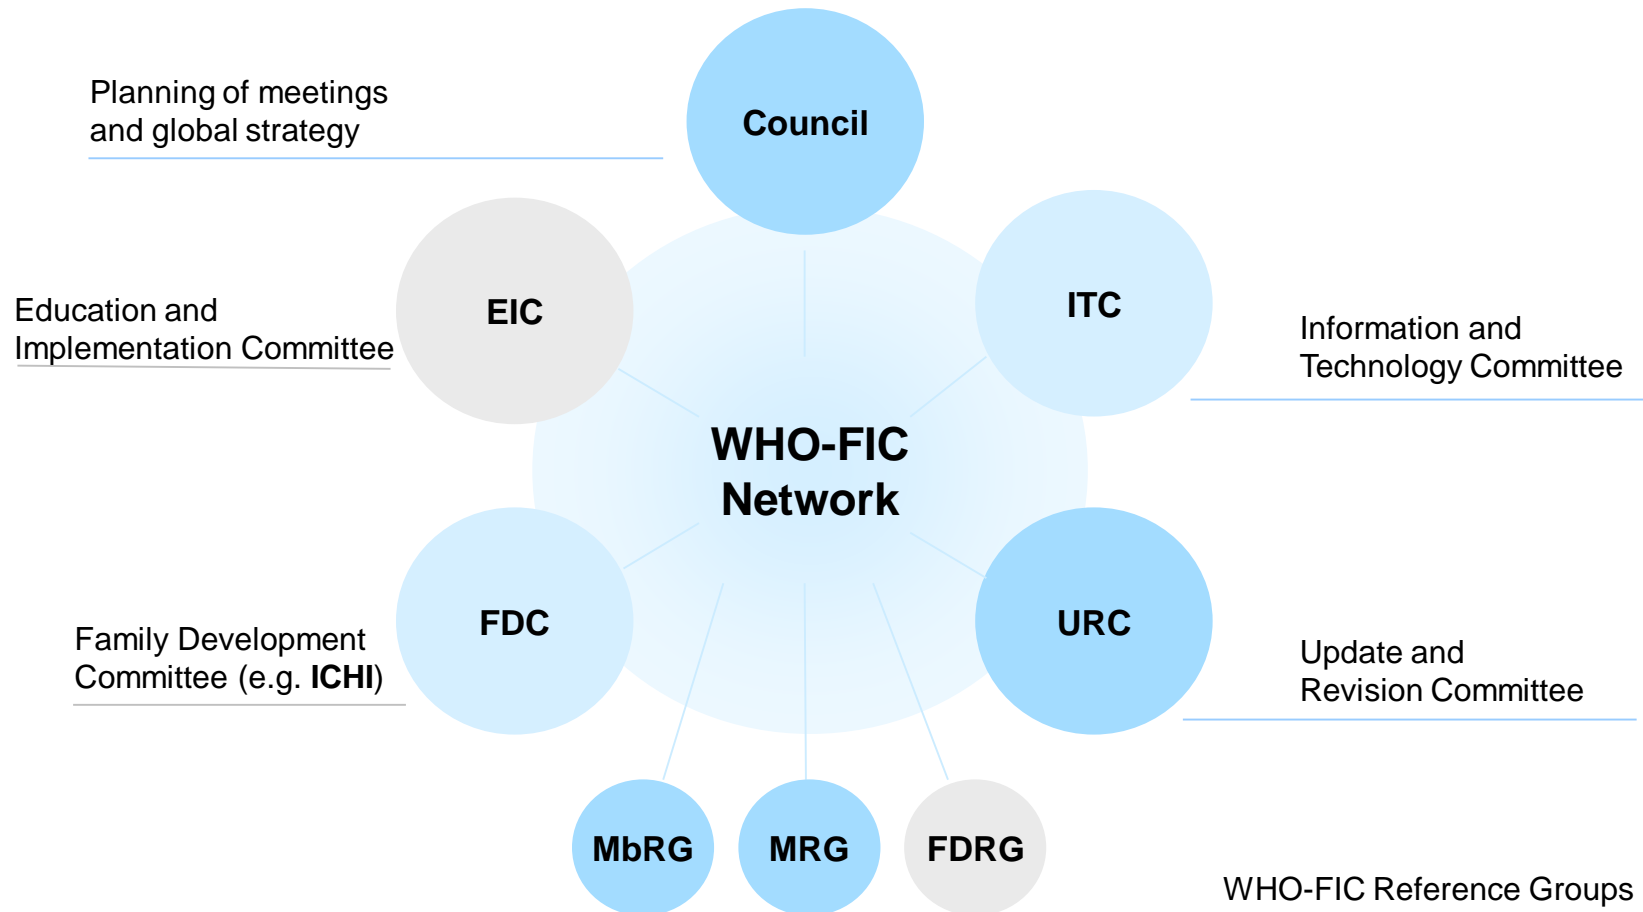 Planning of meetings
and global strategy
Council
EIC
ITC
Education and
Implementation Committee
Information and
Technology Committee
WHO-FIC
Network
FDC
URC
Family Development
Committee (e.g. ICHI)
Update and
Revision Committee
MbRG
MRG
FDRG
WHO-FIC Reference Groups